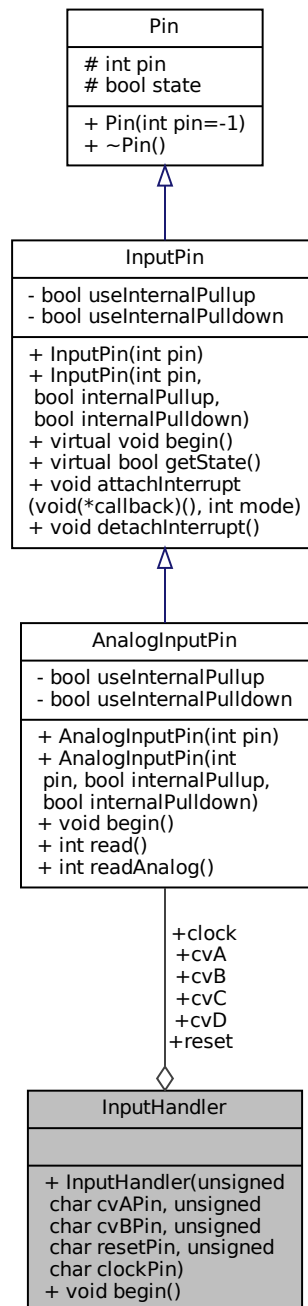 Pin
# int pin
# bool state
+ Pin(int pin=-1)
+ ~Pin()
InputPin
- bool useInternalPullup
- bool useInternalPulldown
+ InputPin(int pin)
+ InputPin(int pin,
bool internalPullup,
bool internalPulldown)
+ virtual void begin()
+ virtual bool getState()
+ void attachInterrupt
(void(*callback)(), int mode)
+ void detachInterrupt()
AnalogInputPin
- bool useInternalPullup
- bool useInternalPulldown
+ AnalogInputPin(int pin)
+ AnalogInputPin(int
pin, bool internalPullup,
bool internalPulldown)
+ void begin()
+ int read()
+ int readAnalog()
+clock
+cvA
+cvB
+cvC
+cvD
+reset
InputHandler
+ InputHandler(unsigned
char cvAPin, unsigned
char cvBPin, unsigned
char resetPin, unsigned
char clockPin)
+ void begin()